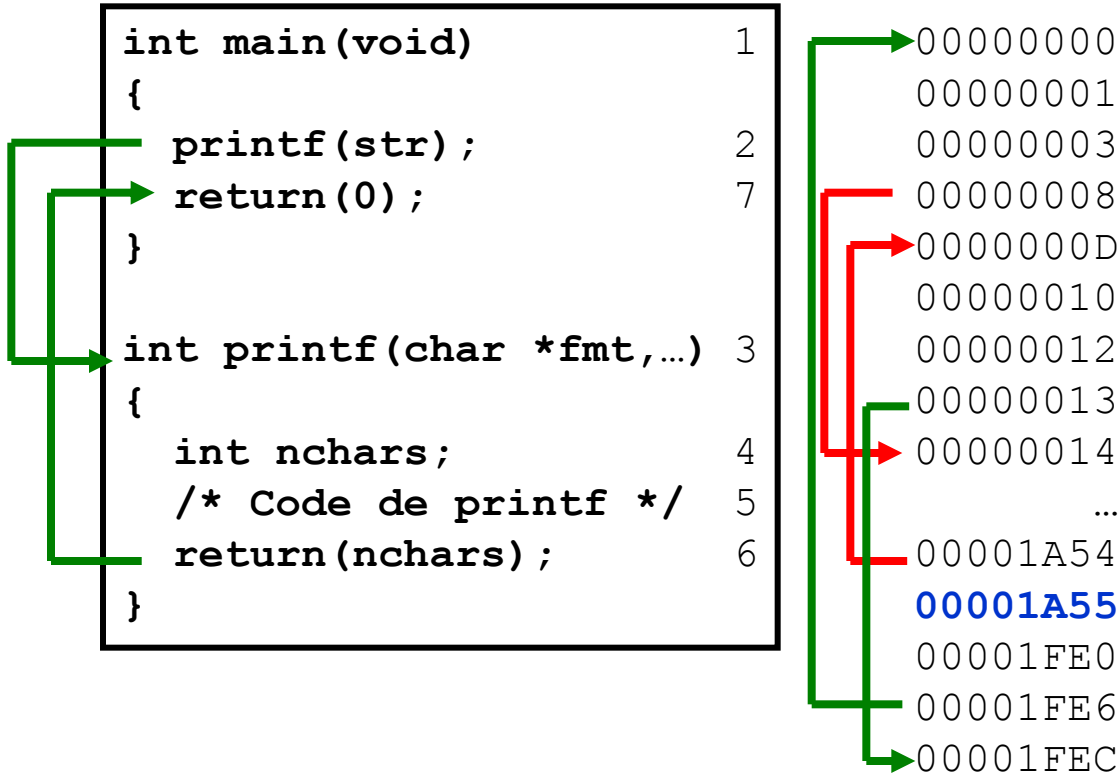 int main(void) 1
{
printf(str); 2
return(0); 7
}
int printf(char *fmt,…) 3
{
int nchars; 4
/* Code de printf */ 5
return(nchars); 6
}
00000000
00000001
00000003
00000008
0000000D
00000010
00000012
00000013
00000014
…
00001A54
00001A55
00001FE0
00001FE6
00001FEC